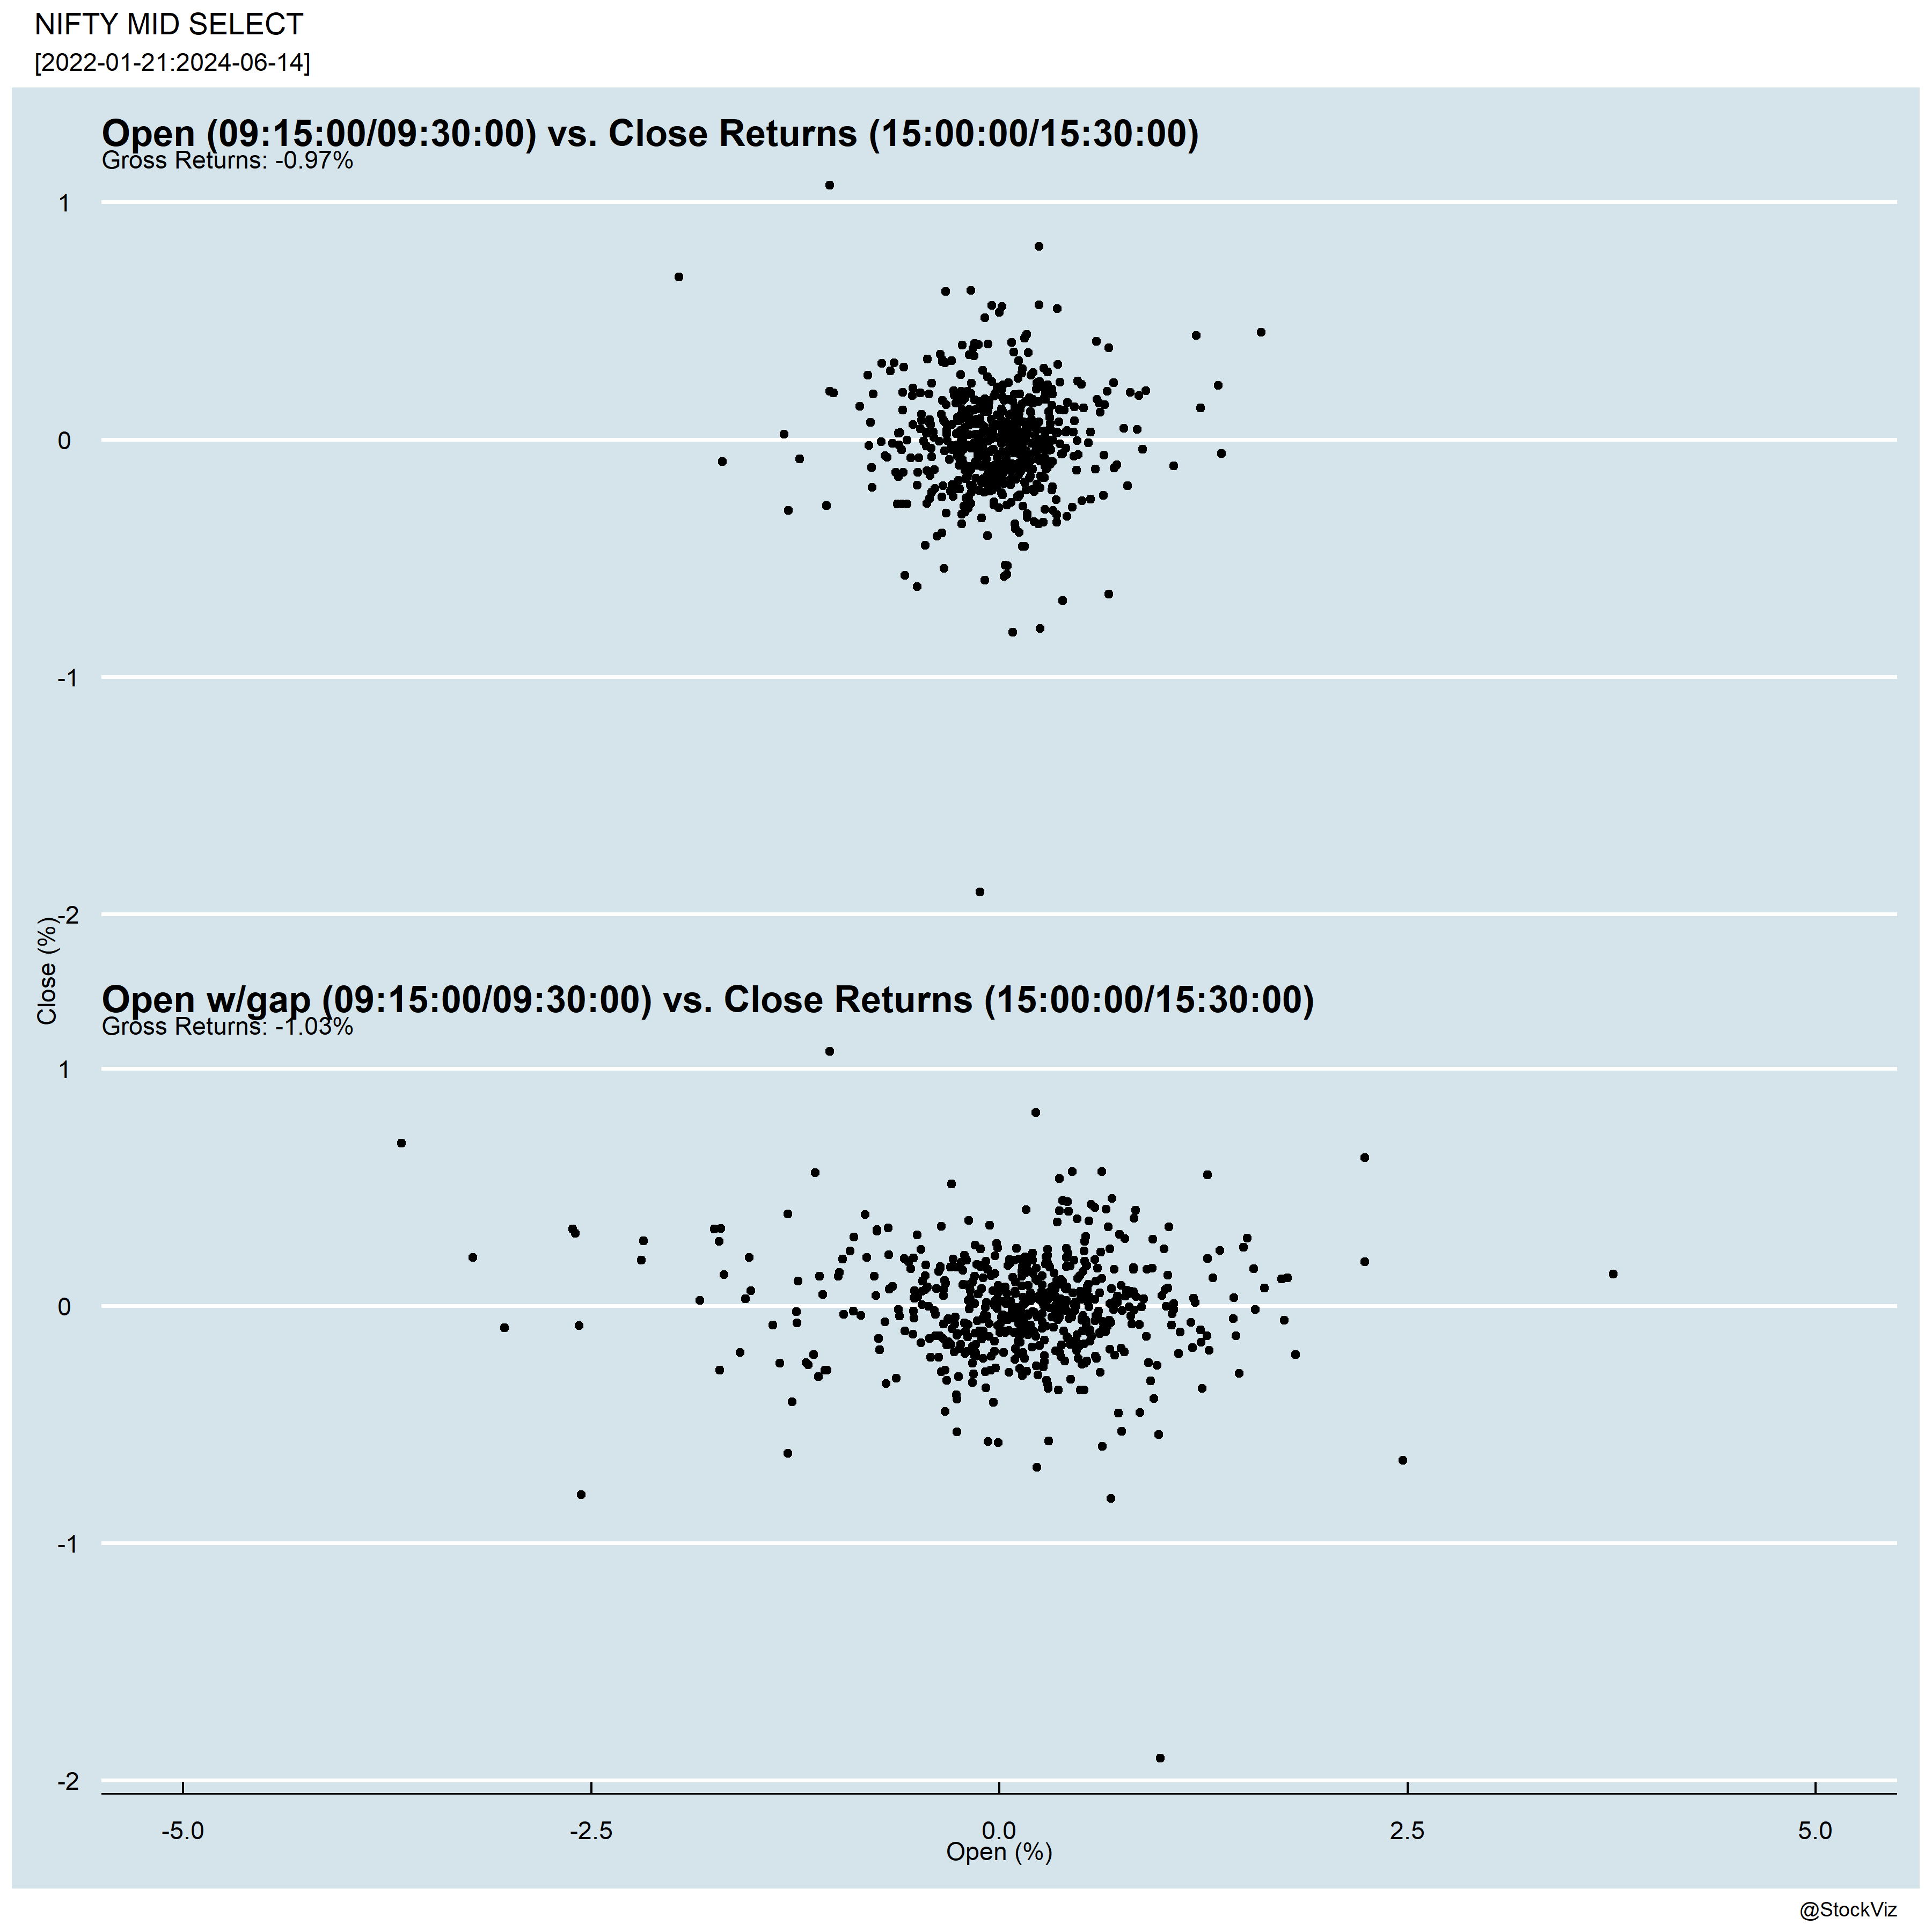 NIFTY MID SELECT
[2022-01-21:2024-06-14]
Open (09:15:00/09:30:00) vs. Close Returns (15:00:00/15:30:00)
Gross Returns: -0.97%
1
0
-1
-2
Close (%)
Open w/gap (09:15:00/09:30:00) vs. Close Returns (15:00:00/15:30:00)
Gross Returns: -1.03%
1
0
-1
-2
-5.0 -2.5 0.0 2.5 5.0
Open (%)
@StockViz